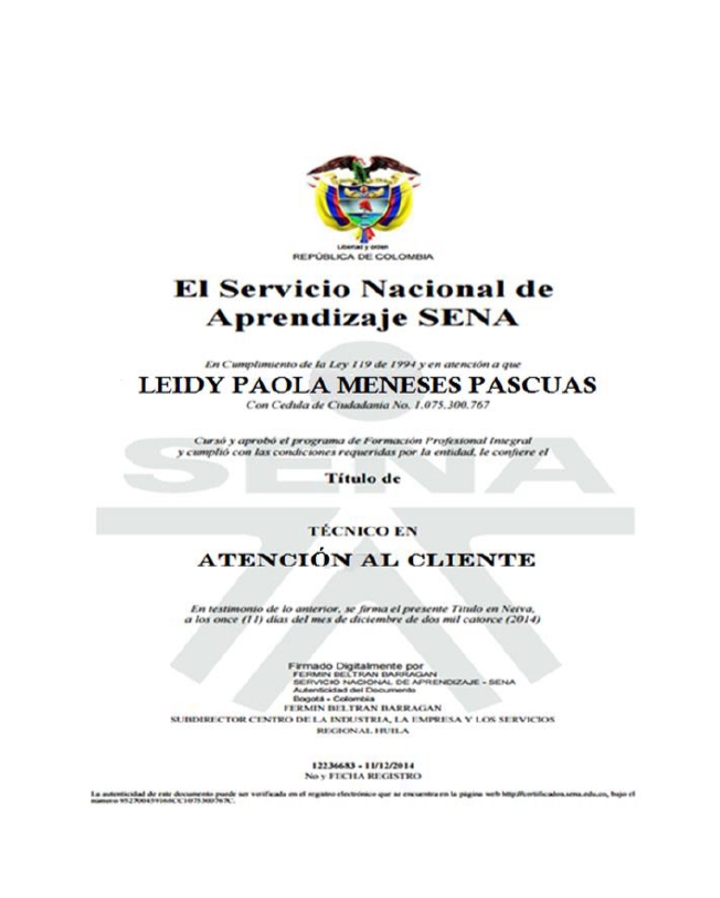 Libertad y orden
REPÚBLICA DE COLOMBIA
El Servicio Nacional de
Aprendizaje SENA
En Cumplimiento de la Ley 119 de 1994 y en atención a que
LEIDY PAOLA MENESES PASCUAS
Con Cedula de Ciudadania No. 1.075.300.767
Cursó y aprobó el programa de Formación Profesional Integral
y cumplió con las condiciones requeridas por la entidad, le confiere el
SENA
Título de
TÉCNICO EN
ATENCIÓN AL CLIENTE
En testimonio de lo anterior, se firma el presente Título en Neiva,
a los once (11) días del mes de diciembre de dos mil catorce (2014)
Firmado Digitalmente por
FERMIN BELTRAN BARRAGAN
SERVICIO NACIONAL DE APRENDIZAJE - SENA
Autenticidad del Documento
Bogotá - Colombia
FERMIN BELTRAN BARRAGAN
SUBDIRECTOR CENTRO DE LA INDUSTRIA, LA EMPRESA Y LOS SERVICIOS
REGIONAL HUILA
12236683 - 11/12/2014
No y FECHA REGISTRO
La autenticidad de este documento puede ser verificada en el registro electrónico que se encuentra en la página web http://certificados.sena.edu.co, bajo el
número